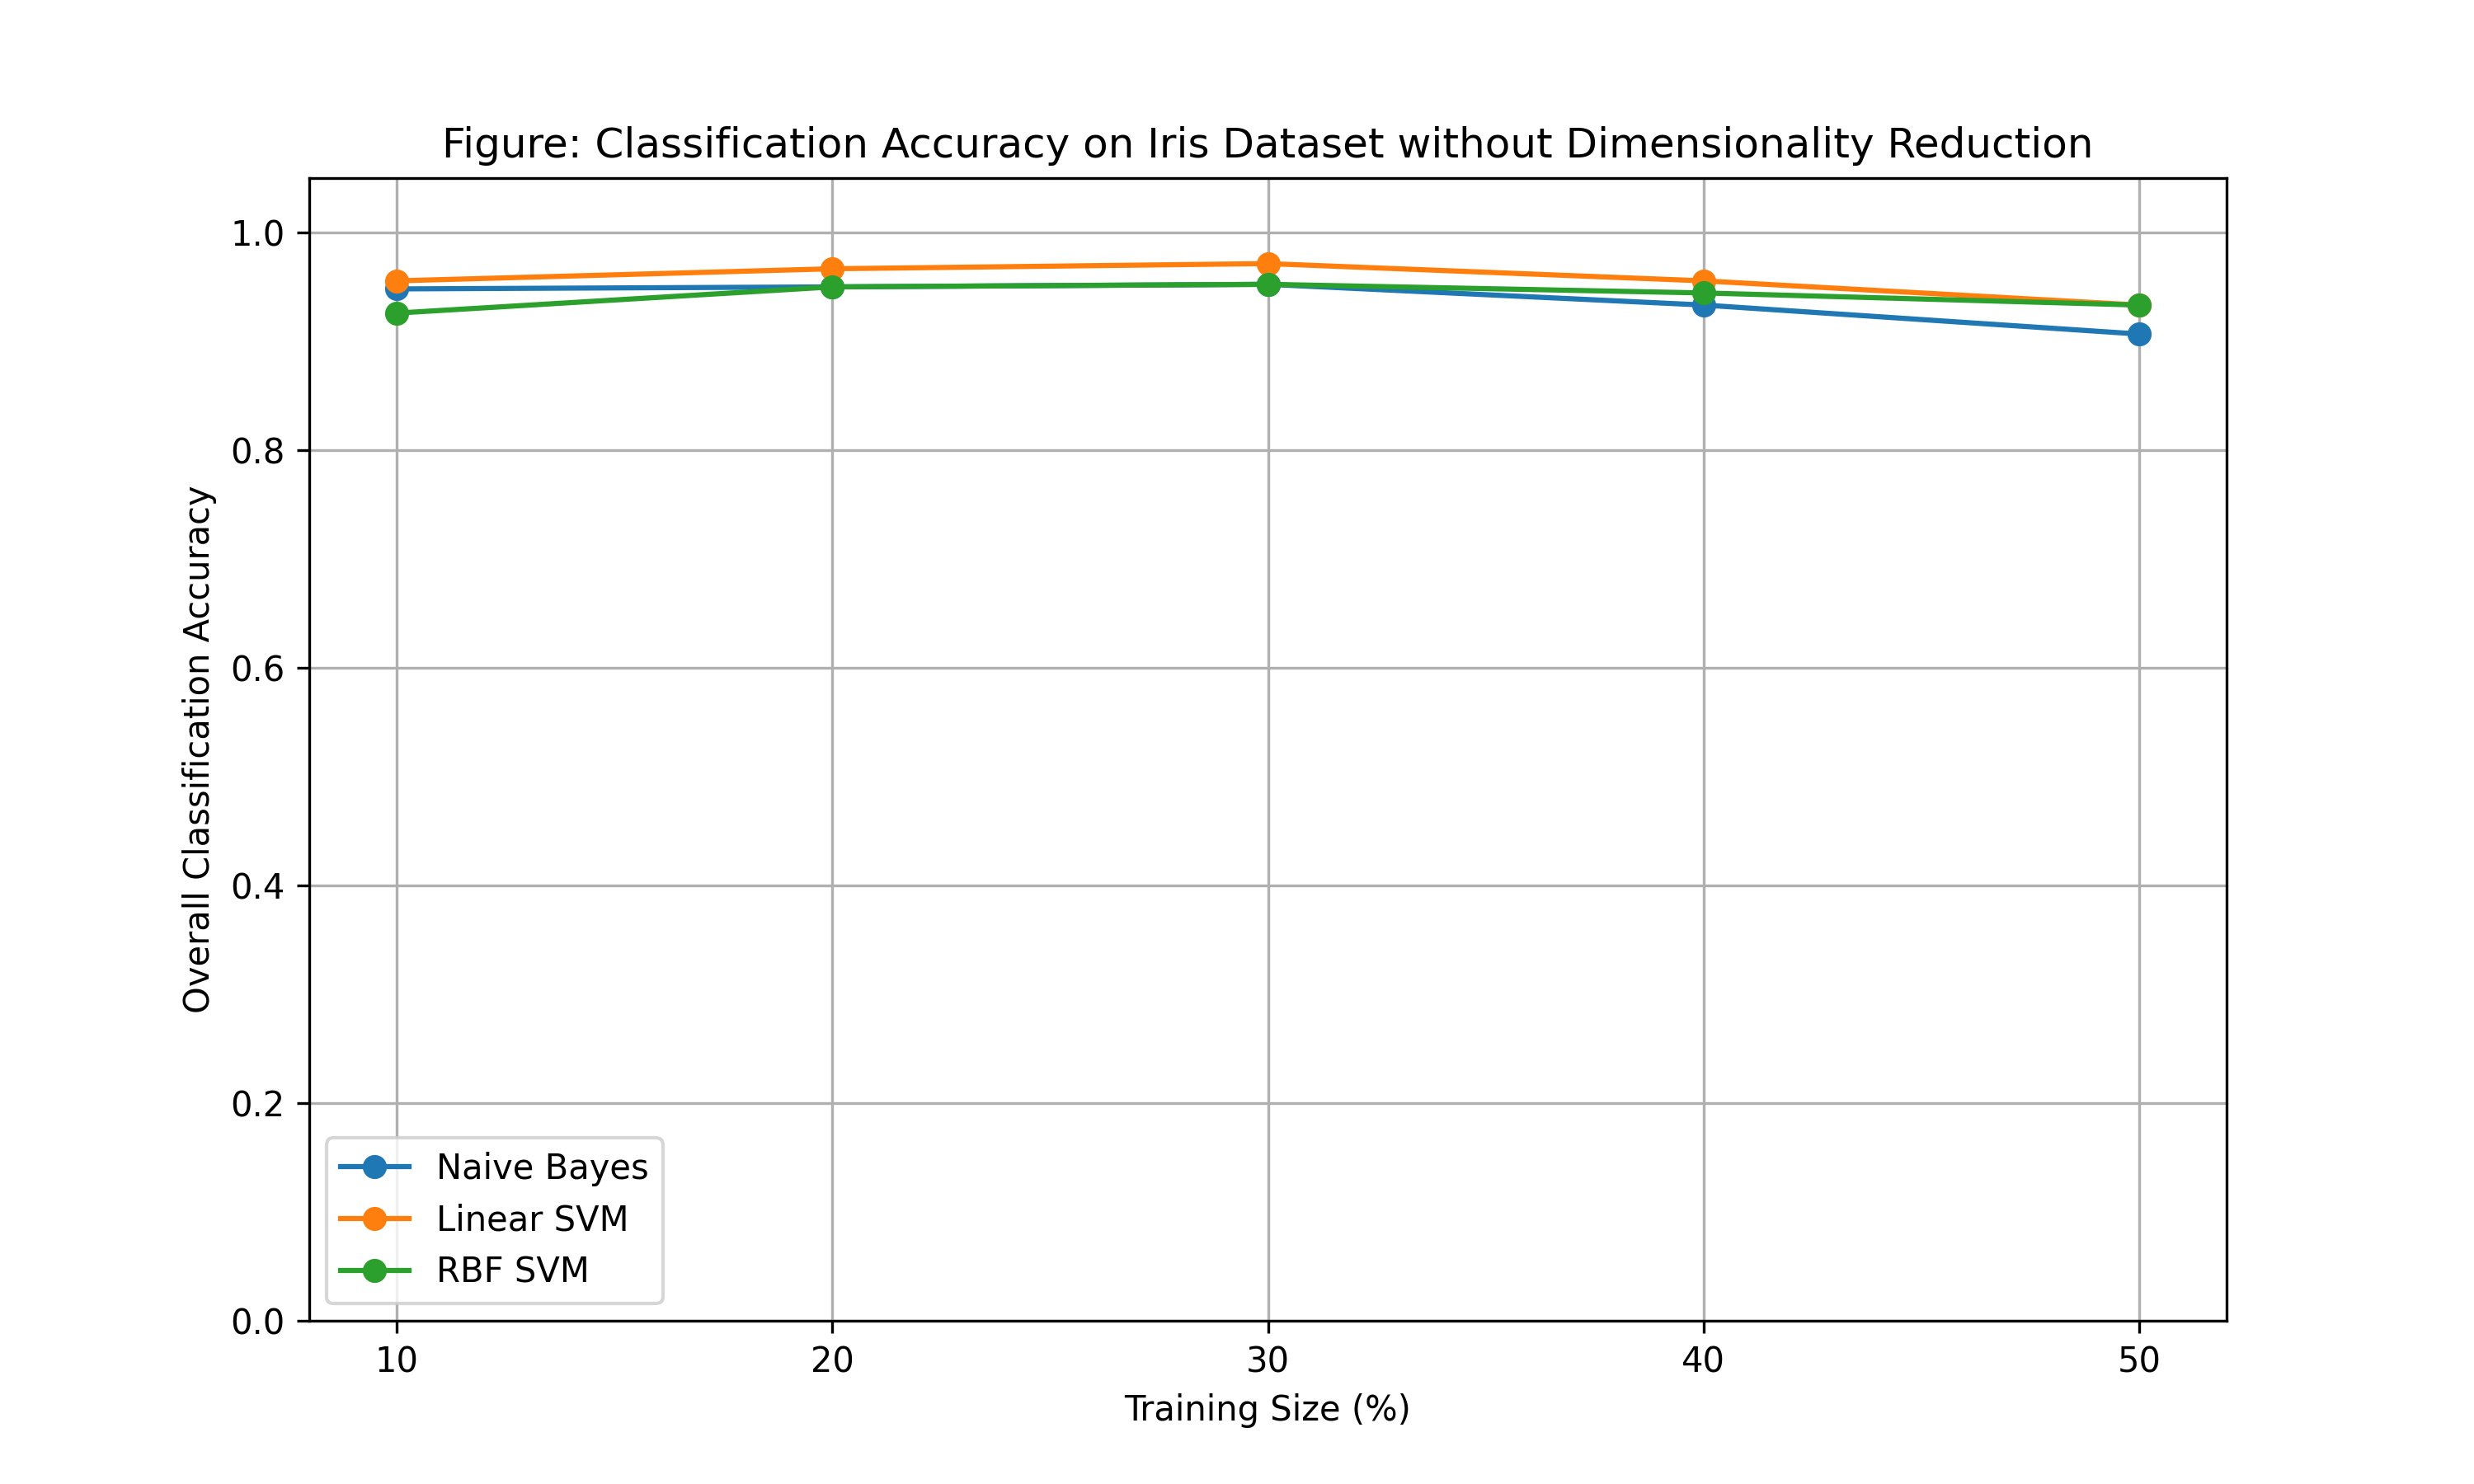 Figure: Classification Accuracy on Iris Dataset without Dimensionality Reduction
Overall Classification Accuracy
1.0
0.8
0.6
0.4
0.2
0.0
Naive Bayes
Linear SVM
RBF SVM
10 20 30 40 50
Training Size (%)